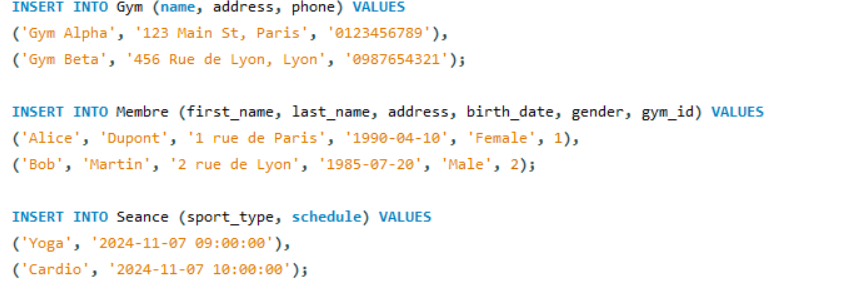 INSERT INTO Gym (name, address, phone) VALUES
('Gym Alpha', '123 Main St, Paris', '0123456789'),
('Gym Beta', '456 Rue de Lyon, Lyon', '0987654321');
INSERT INTO Membre (first_name, last_name, address, birth_date, gender, gym_id) VALUES
('Alice', 'Dupont', '1 rue de Paris', '1990-04-10', 'Female', 1),
('Bob', 'Martin', '2 rue de Lyon', '1985-07-20', 'Male', 2);
INSERT INTO Seance (sport_type, schedule) VALUES
('Yoga', '2024-11-07 09:00:00'),
('Cardio', '2024-11-07 10:00:00');